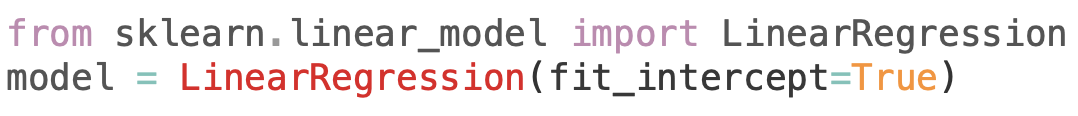 from sklearn.linear_model import LinearRegression
model = LinearRegression(fit_intercept=True)